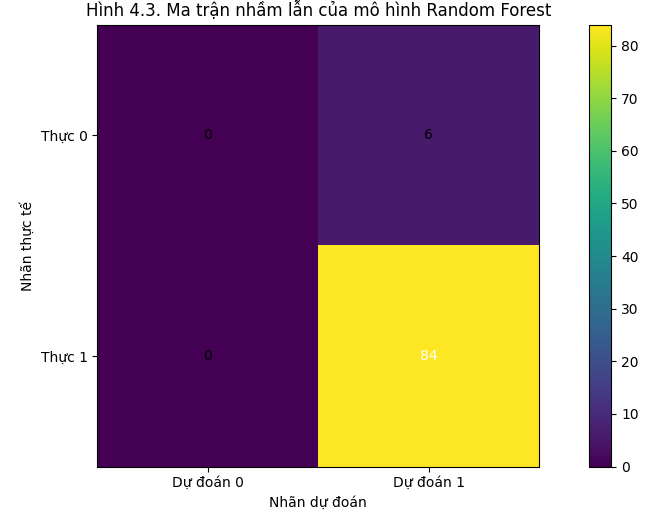 Hình 4.3. Ma trận nhầm lẫn của mô hình Random Forest
Nhãn thực tế
Thực 0
Thực 1
0
6
0
84
Dự đoán 0
Dự đoán 1
Nhãn dự đoán
80
70
60
50
40
30
20
10
0